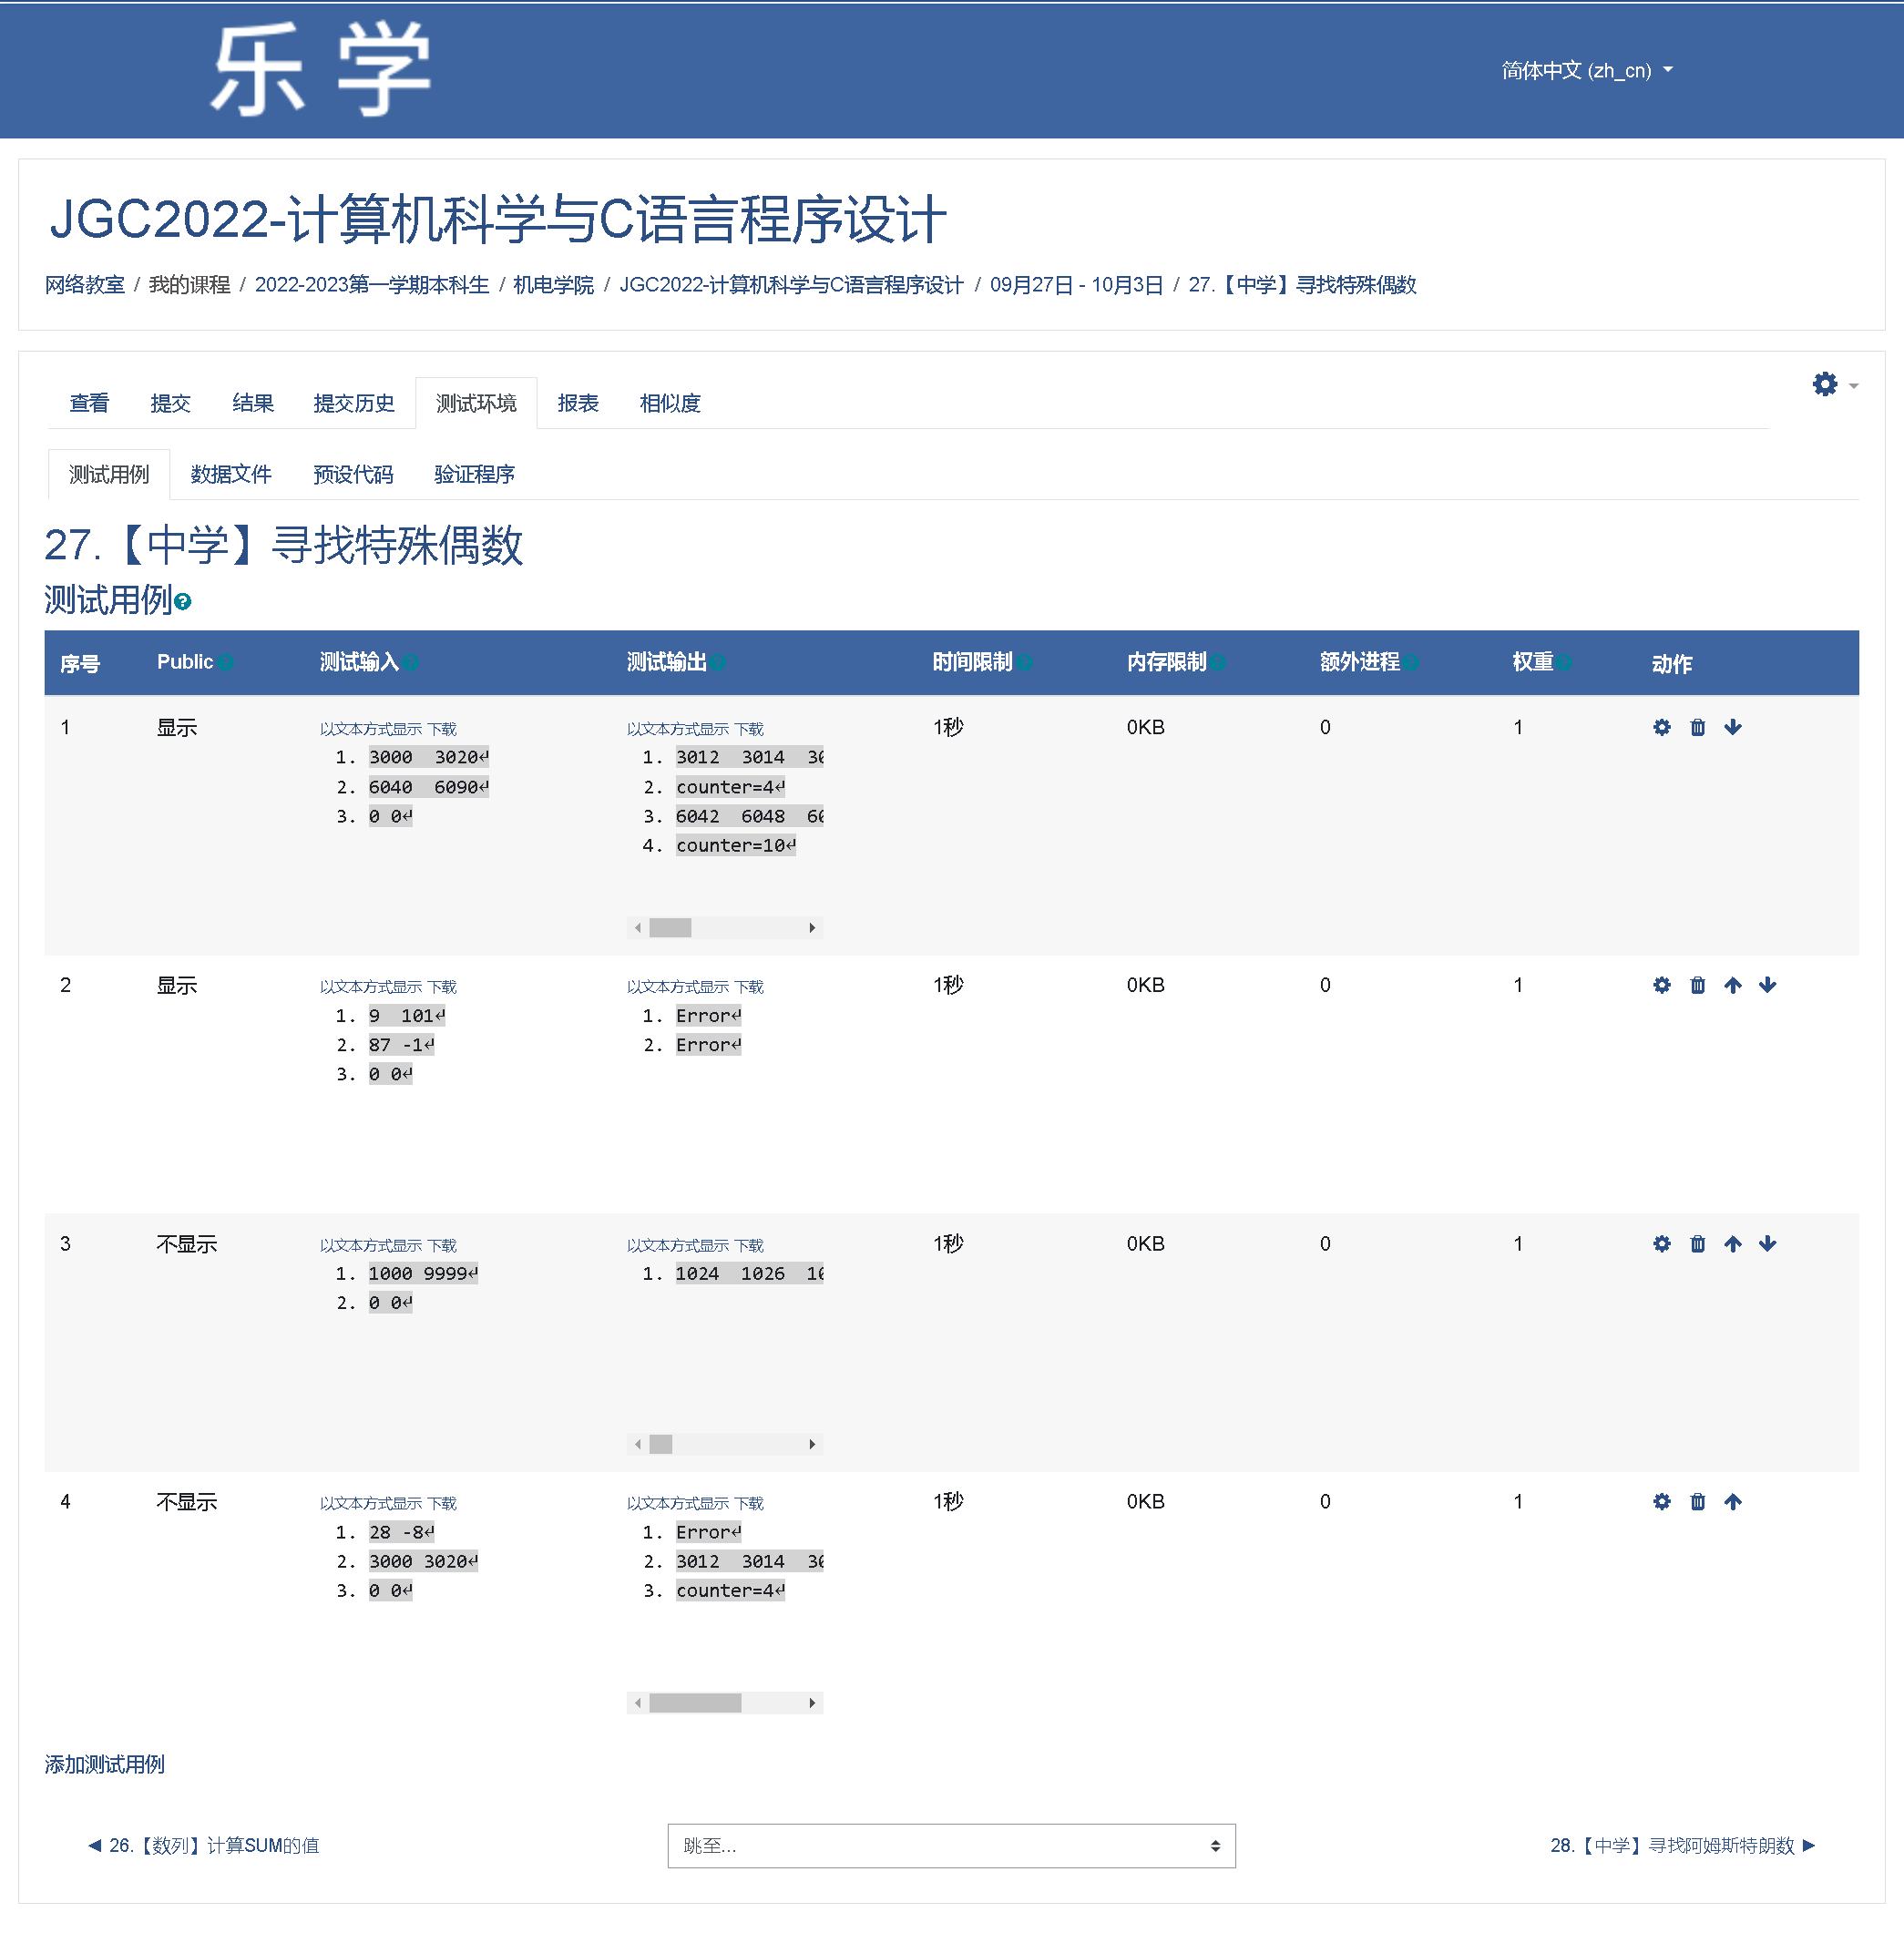 乐 学
简体中文 (zh_cn)
JGC2022-计算机科学与C语言程序设计
网络教室 / 我的课程 / 2022-2023第一学期本科生 / 机电学院 / JGC2022-计算机科学与C语言程序设计 / 09月27日 - 10月3日 / 27.【中学】寻找特殊偶数
查看 提交 结果 提交历史 测试环境 报表 相似度
测试用例 数据文件 预设代码 验证程序
27.【中学】寻找特殊偶数
测试用例
序号 Public 测试输入 测试输出 时间限制 内存限制 额外进程 权重 动作
1 显示 以文本方式显示 下载 以文本方式显示 下载 1秒 0KB 0 1
1. 3000  3020↵ 1. 3012  3014
2. 6040  6090↵ 2. counter=4↵
3. 0 0↵ 3. 6042  6048
4. counter=10↵
2 显示 以文本方式显示 下载 以文本方式显示 下载 1秒 0KB 0 1
1. 9  101↵ 1. Error↵
2. 87 -1↵ 2. Error↵
3. 0 0↵
3 不显示 以文本方式显示 下载 以文本方式显示 下载 1秒 0KB 0 1
1. 1000 9999↵ 1. 1024  1026
2. 0 0↵
4 不显示 以文本方式显示 下载 以文本方式显示 下载 1秒 0KB 0 1
1. 28 -8↵ 1. Error↵
2. 3000 3020↵ 2. 3012  3014
3. 0 0↵ 3. counter=4↵
添加测试用例
◀ 26.【数列】计算SUM的值 跳至... 28.【中学】寻找阿姆斯特朗数 ▶